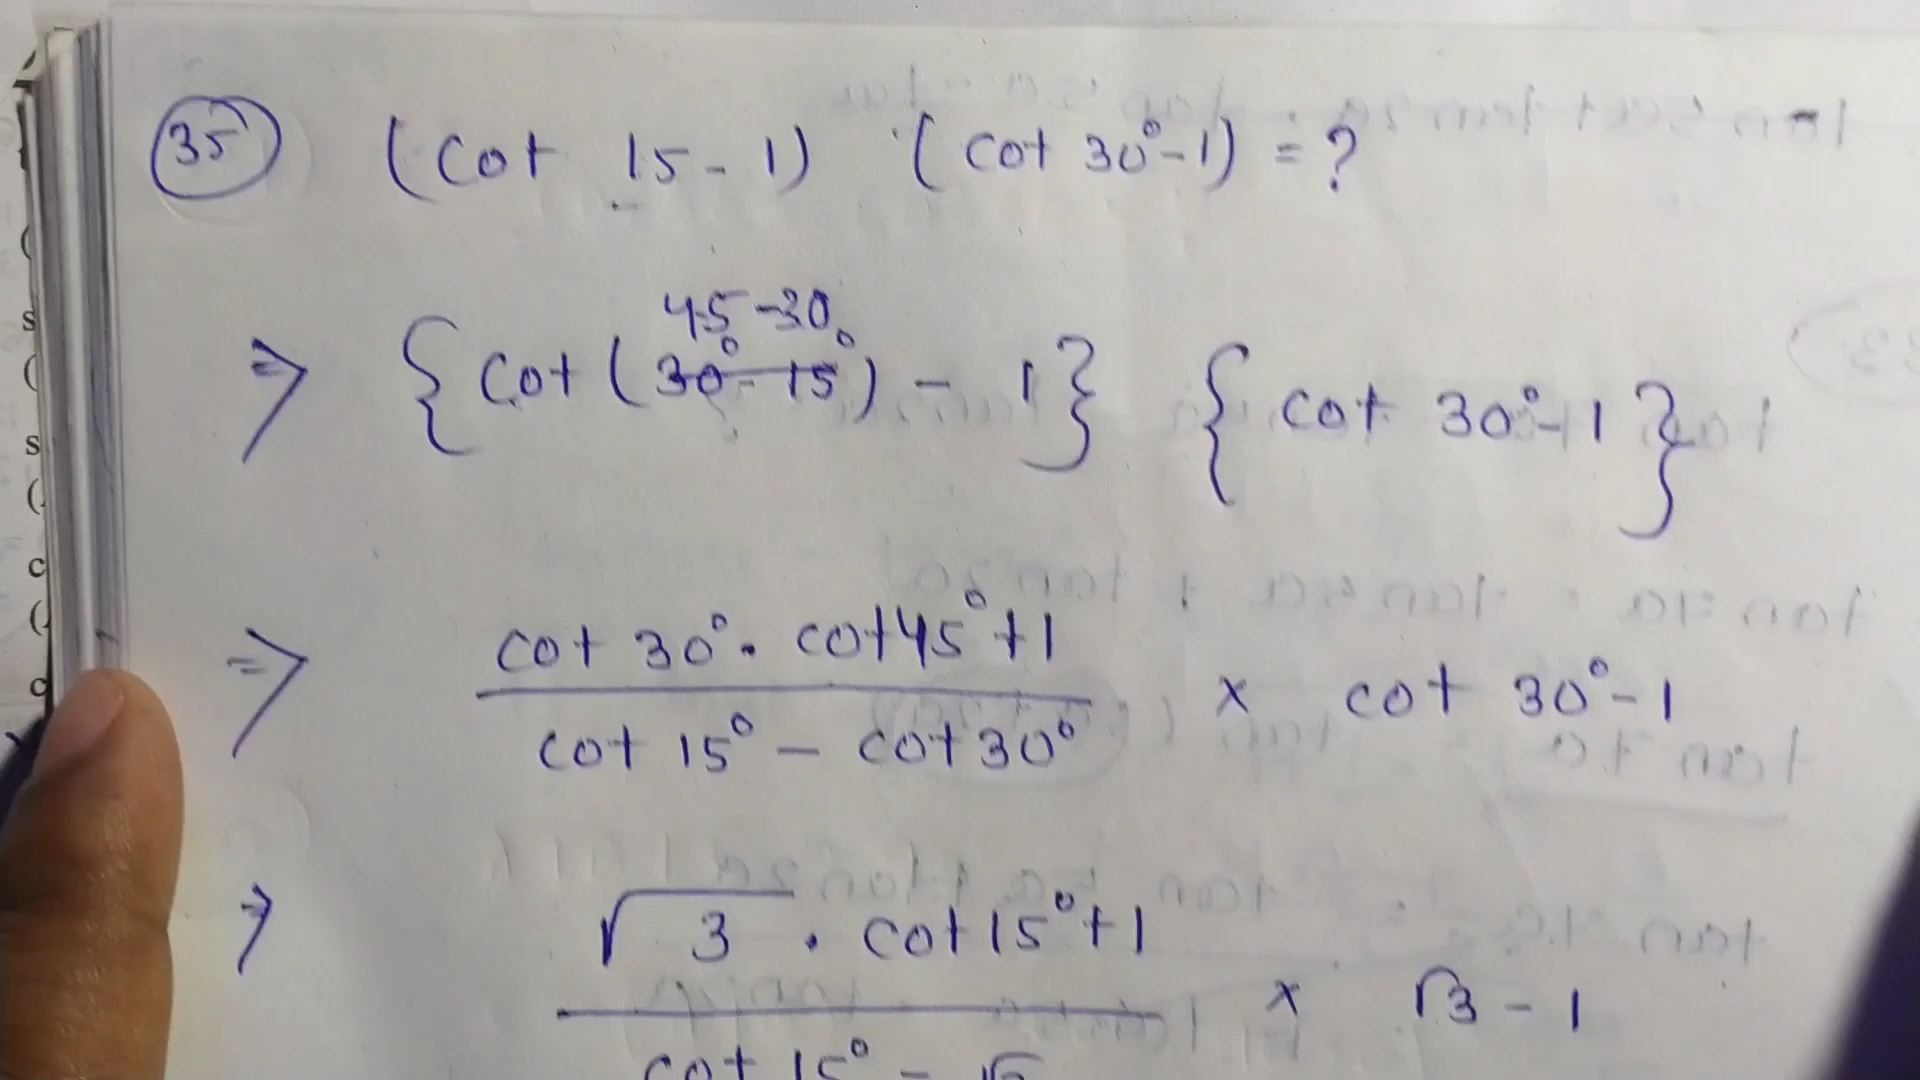 35 (cot 15 - 1) (cot 30° - 1) = ?
45 - 30
⇒ {cot (30° - 15°) - 1} {cot 30° - 1}
⇒ cot 30° . cot 45° + 1
× cot 30° - 1
cot 15° - cot 30°
⇒ √3 . cot 15° + 1
× √3 - 1
cot 15° -